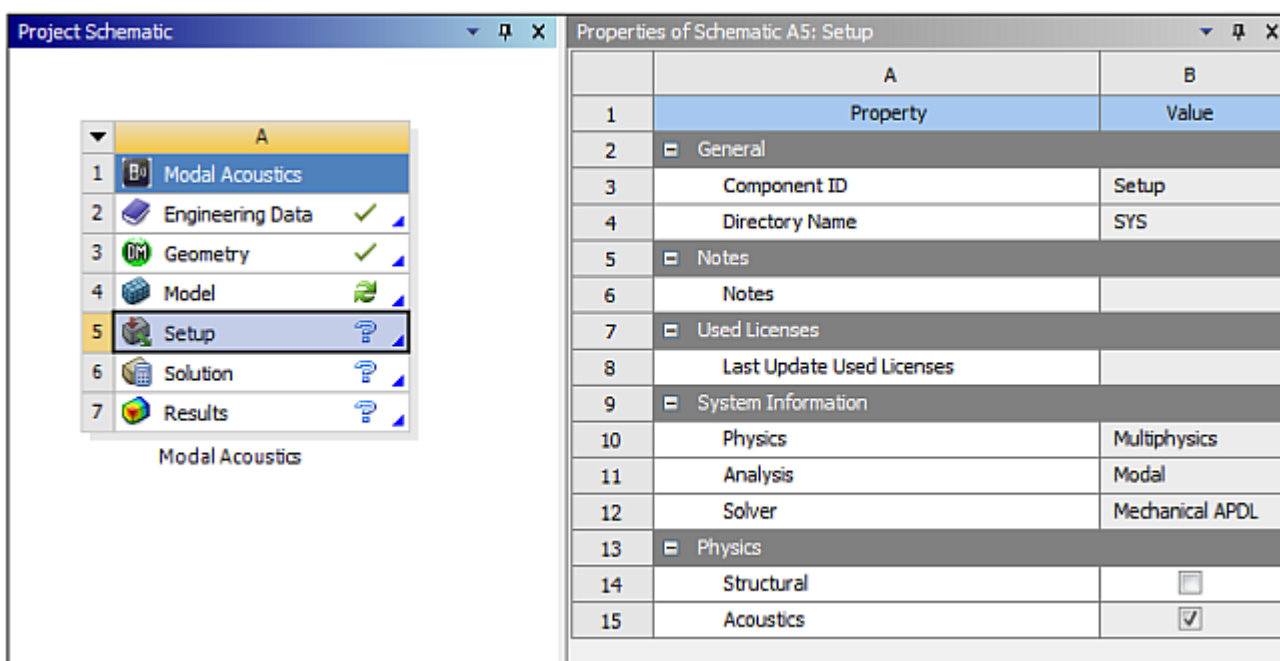 Project Schematic
A
1 Modal Acoustics
2 Engineering Data
3 Geometry
4 Model
5 Setup ?
6 Solution ?
7 Results ?
Modal Acoustics
Properties of Schematic A5: Setup
A B
1 Property Value
2 General
3 Component ID Setup
4 Directory Name SYS
5 Notes
6 Notes
7 Used Licenses
8 Last Update Used Licenses
9 System Information
10 Physics Multiphysics
11 Analysis Modal
12 Solver Mechanical APDL
13 Physics
14 Structural
15 Acoustics